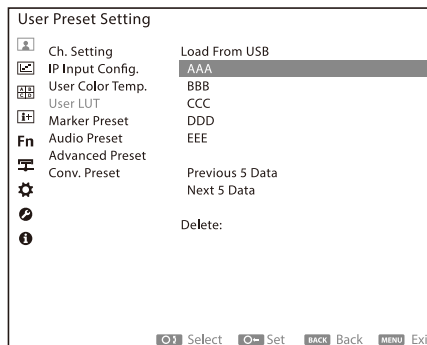 User Preset Setting
Ch. Setting
IP Input Config.
User Color Temp.
User LUT
Marker Preset
Audio Preset
Advanced Preset
Conv. Preset
Fn
Load From USB
AAA
BBB
CCC
DDD
EEE
Previous 5 Data
Next 5 Data
Delete:
Select Set BACK Back MENU Exi